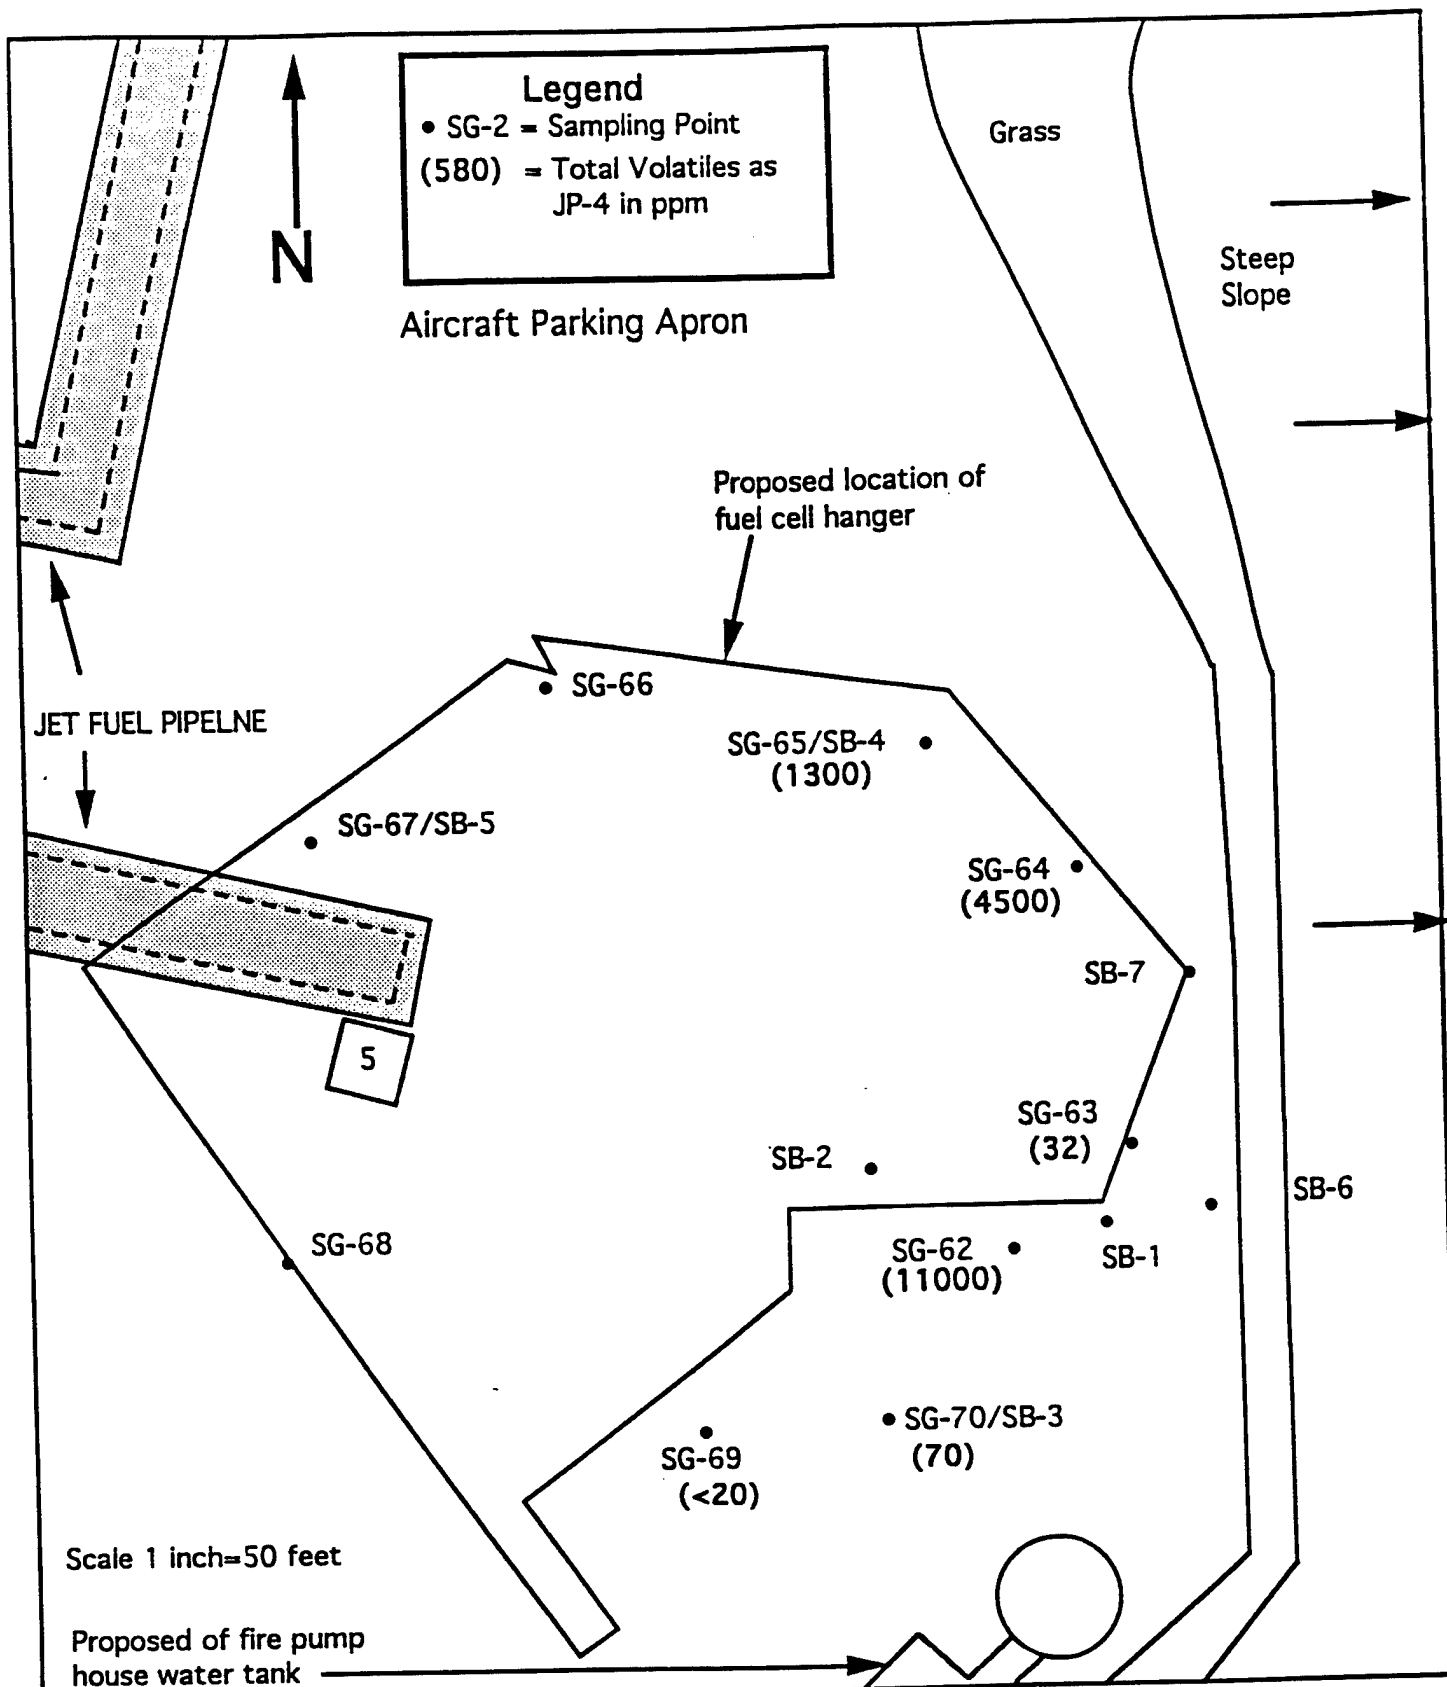 Legend
• SG-2 = Sampling Point
(580) = Total Volatiles as
JP-4 in ppm
N
Grass
Steep
Slope
Aircraft Parking Apron
Proposed location of
fuel cell hanger
SG-66
JET FUEL PIPELNE
SG-65/SB-4
(1300)
SG-67/SB-5
SG-64
(4500)
SB-7
5
SG-63
(32)
SB-2
SB-6
SG-68
SG-62
(11000)
SB-1
SG-70/SB-3
(70)
SG-69
(<20)
Scale 1 inch=50 feet
Proposed of fire pump
house water tank